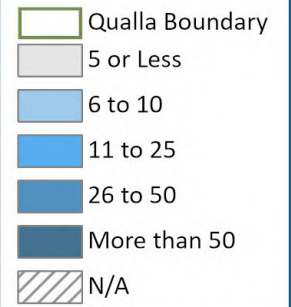 Qualla Boundary
5 or Less
6 to 10
11 to 25
26 to 50
More than 50
N/A